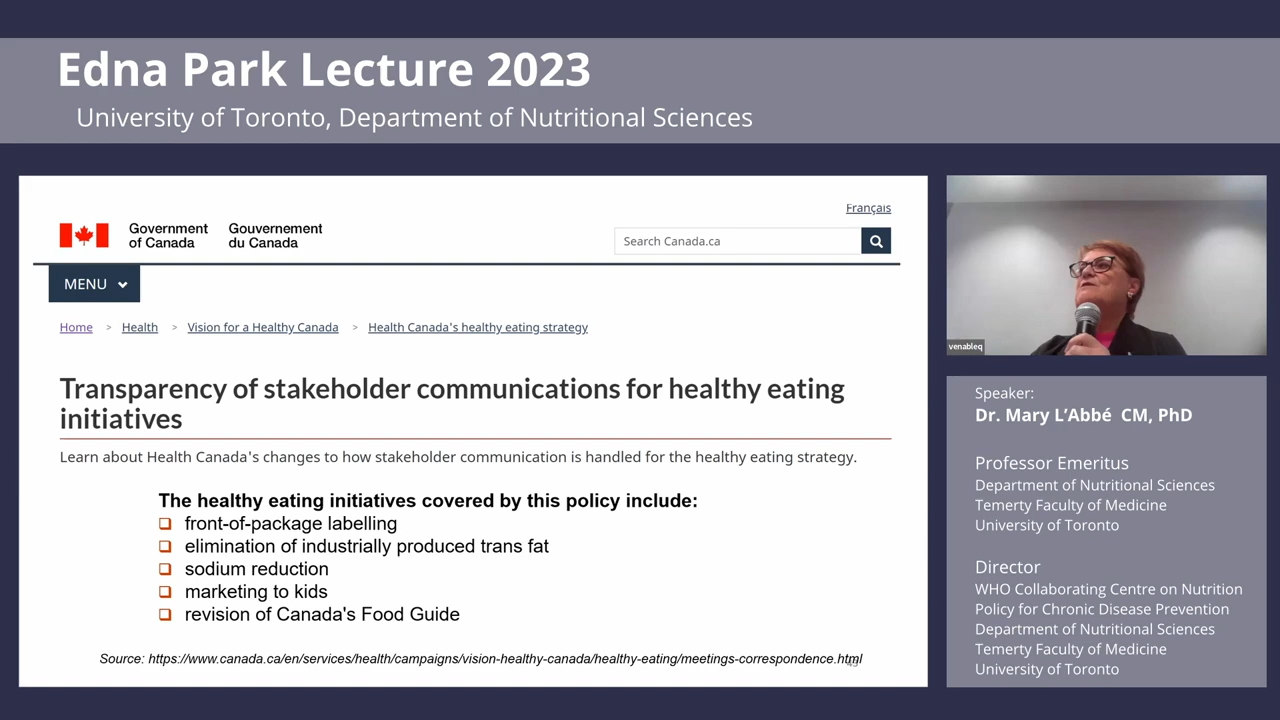 Edna Park Lecture 2023
University of Toronto, Department of Nutritional Sciences
Français
Government of Canada
Gouvernement du Canada
Search Canada.ca
MENU
Home > Health > Vision for a Healthy Canada > Health Canada's healthy eating strategy
Transparency of stakeholder communications for healthy eating
initiatives
Learn about Health Canada's changes to how stakeholder communication is handled for the healthy eating strategy.
The healthy eating initiatives covered by this policy include:
front-of-package labelling
elimination of industrially produced trans fat
sodium reduction
marketing to kids
revision of Canada's Food Guide
Source: https://www.canada.ca/en/services/health/campaigns/vision-healthy-canada/healthy-eating/meetings-correspondence.html
venableq
Speaker:
Dr. Mary L’Abbé CM, PhD
Professor Emeritus
Department of Nutritional Sciences
Temerty Faculty of Medicine
University of Toronto
Director
WHO Collaborating Centre on Nutrition
Policy for Chronic Disease Prevention
Department of Nutritional Sciences
Temerty Faculty of Medicine
University of Toronto